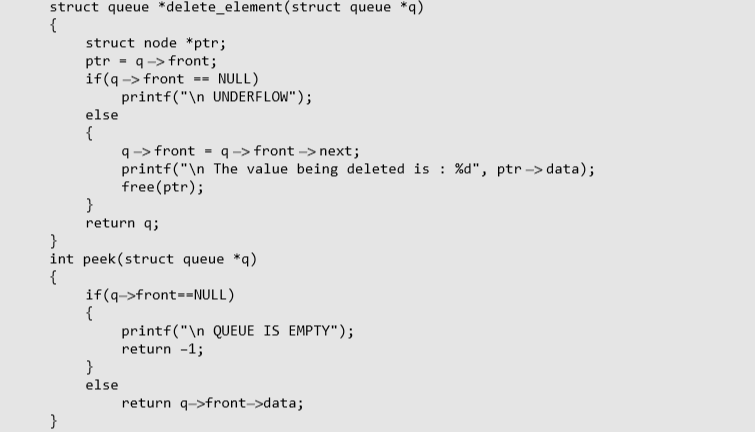 struct queue *delete_element(struct queue *q)
{
struct node *ptr;
ptr = q->front;
if(q->front == NULL)
printf("\n UNDERFLOW");
else
{
q->front = q->front->next;
printf("\n The value being deleted is : %d", ptr->data);
free(ptr);
}
return q;
}
int peek(struct queue *q)
{
if(q->front==NULL)
{
printf("\n QUEUE IS EMPTY");
return -1;
}
else
return q->front->data;
}